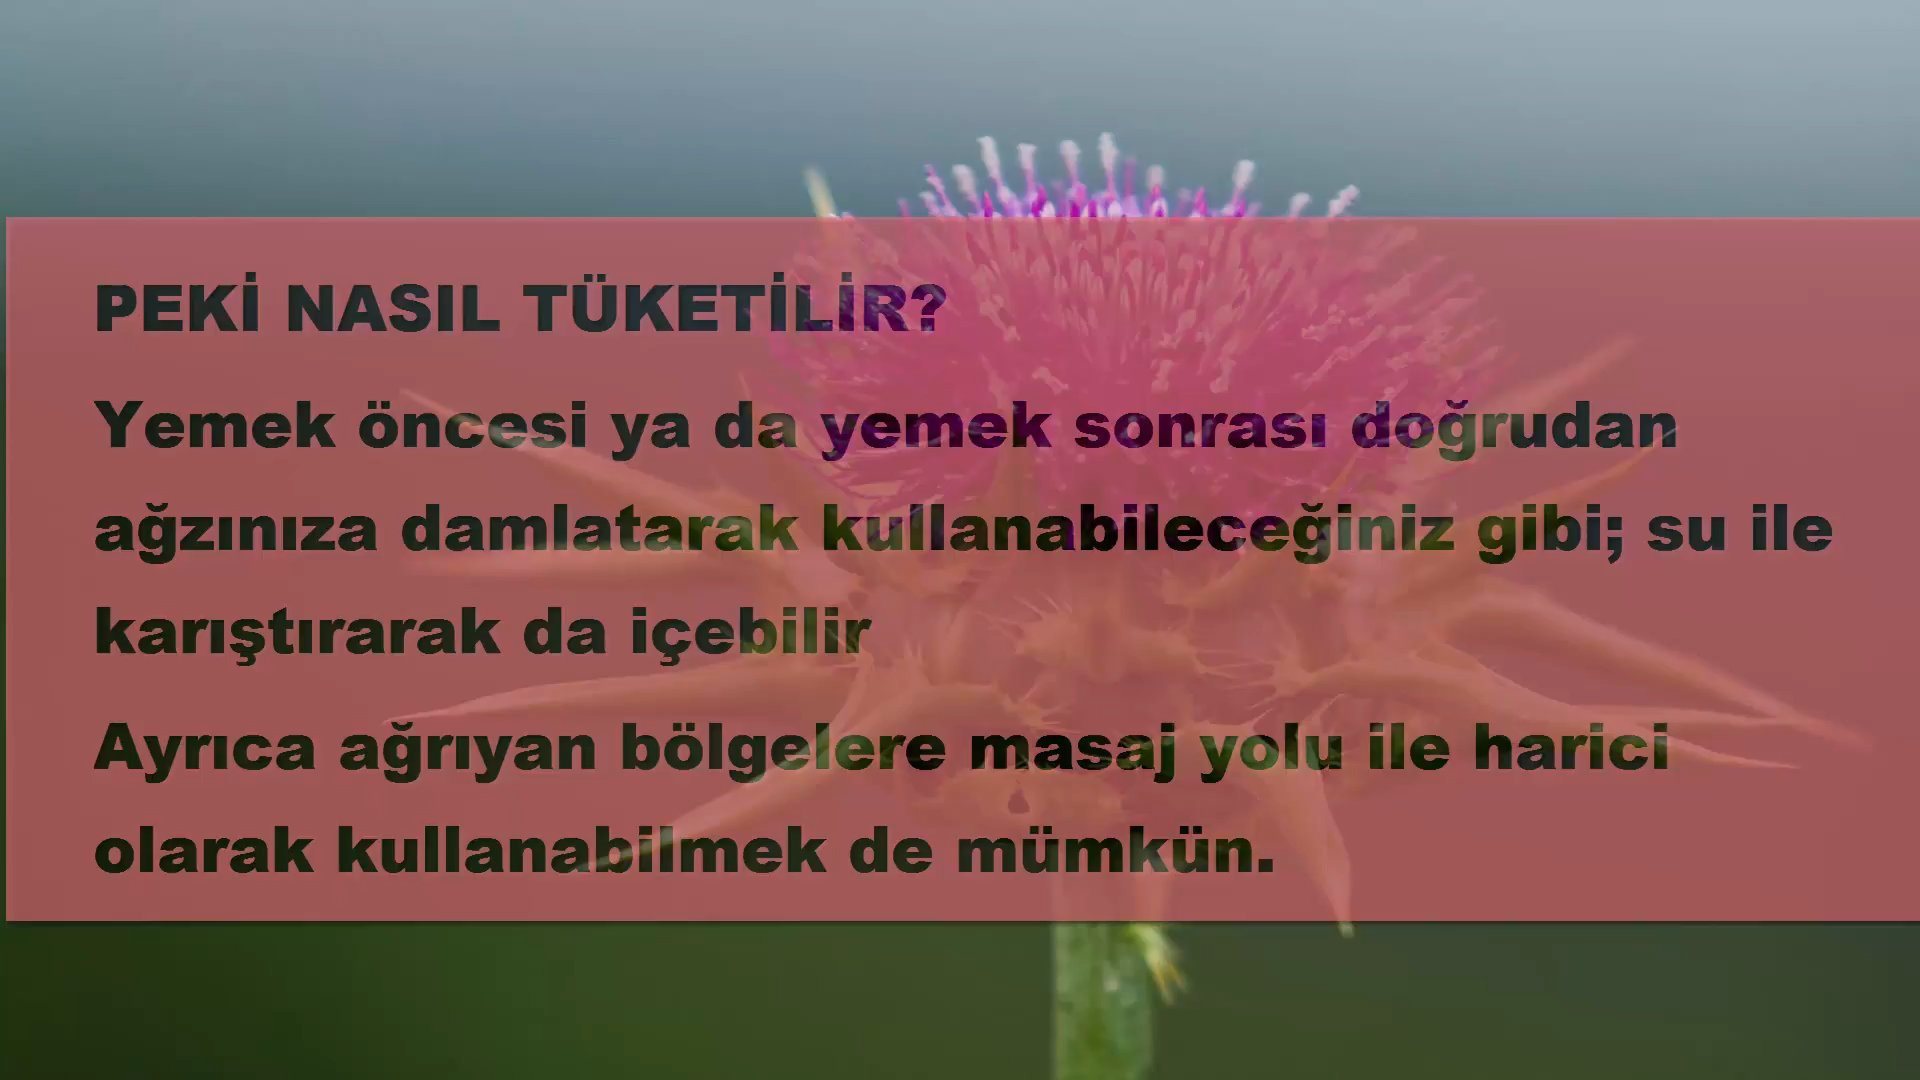 PEKİ NASIL TÜKETİLİR?
Yemek öncesi ya da yemek sonrası doğrudan
ağzınıza damlatarak kullanabileceğiniz gibi; su ile
karıştırarak da içebilir
Ayrıca ağrıyan bölgelere masaj yolu ile harici
olarak kullanabilmek de mümkün.